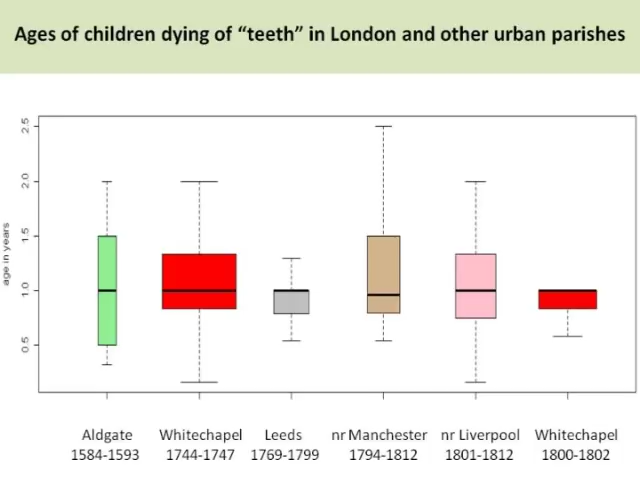 Ages of children dying of “teeth” in London and other urban parishes
age in years
2.5
2.0
1.5
1.0
0.5
Aldgate
1584-1593
Whitechapel
1744-1747
Leeds
1769-1799
nr Manchester
1794-1812
nr Liverpool
1801-1812
Whitechapel
1800-1802